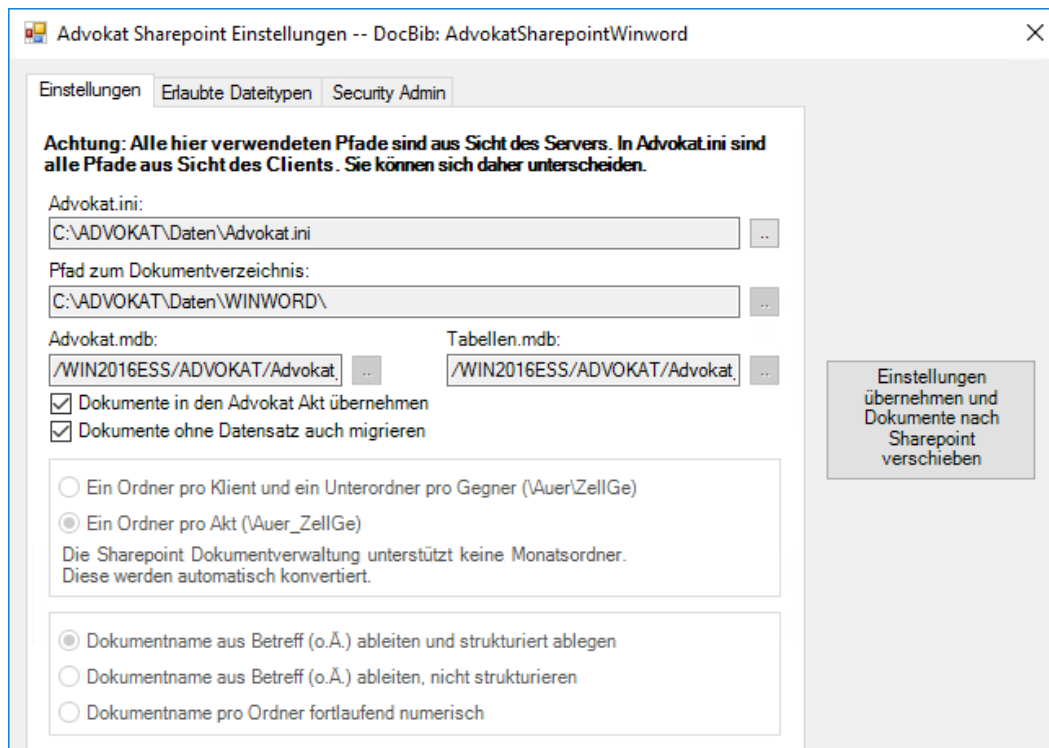 Advokat Sharepoint Einstellungen -- DocBib: AdvokatSharepointWinword
Einstellungen Erlaubte Dateitypen Security Admin
Achtung: Alle hier verwendeten Pfade sind aus Sicht des Servers. In Advokat.ini sind
alle Pfade aus Sicht des Clients. Sie können sich daher unterscheiden.
Advokat.ini:
C:\ADVOKAT\Daten\Advokat.ini ..
Pfad zum Dokumentverzeichnis:
C:\ADVOKAT\Daten\WINWORD\ ..
Advokat.mdb: Tabellen.mdb:
/WIN2016ESS/ADVOKAT/Advokat_ .. /WIN2016ESS/ADVOKAT/Advokat_ ..
Dokumente in den Advokat Akt übernehmen
Dokumente ohne Datensatz auch migrieren
Einstellungen
übernehmen und
Dokumente nach
Sharepoint
verschieben
Ein Ordner pro Klient und ein Unterordner pro Gegner (\Auer\ZellGe)
Ein Ordner pro Akt (\Auer_ZellGe)
Die Sharepoint Dokumentverwaltung unterstützt keine Monatsordner.
Diese werden automatisch konvertiert.
Dokumentname aus Betreff (o.Ä.) ableiten und strukturiert ablegen
Dokumentname aus Betreff (o.Ä.) ableiten, nicht strukturieren
Dokumentname pro Ordner fortlaufend numerisch